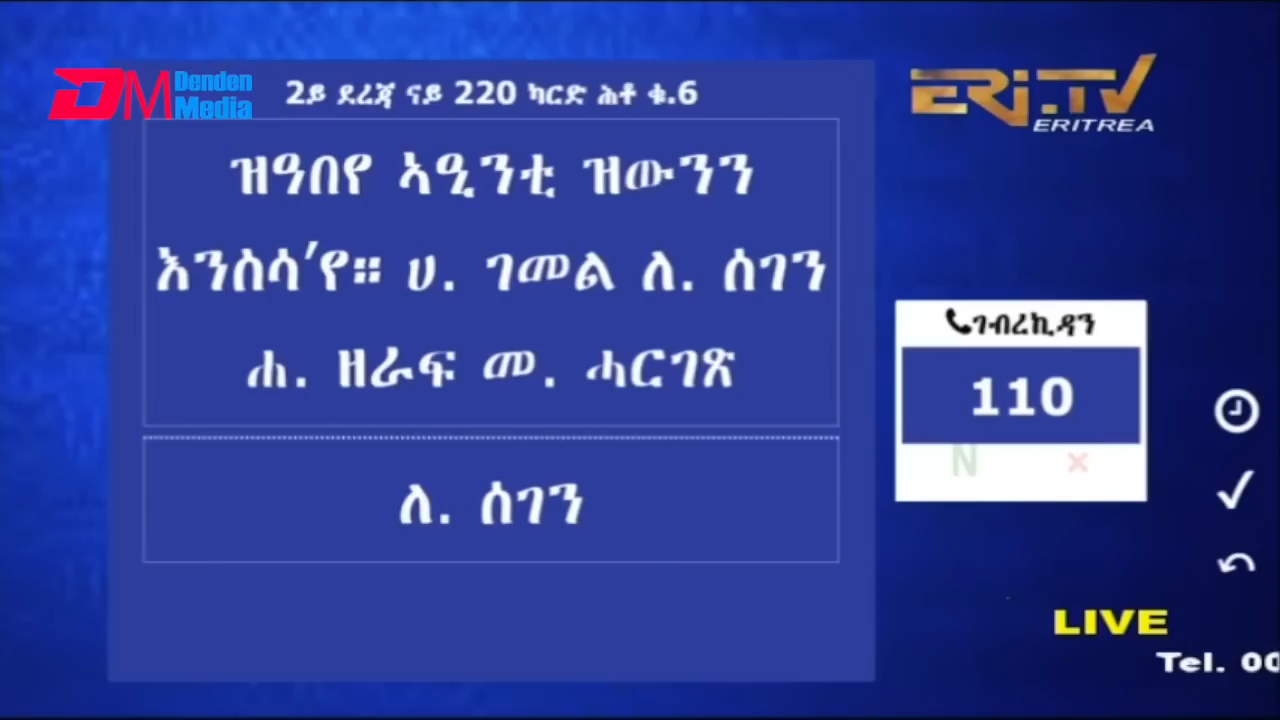 DM Denden Media
2ይ ደረጃ ናይ 220 ካርድ ሕቶ ቁ.6
ERi-TV
ERITREA
ዝዓበየ ኣዒንቲ ዝውንን
እንስሳ'የ። ሀ. ገመል ለ. ሰገን
ሐ. ዘራፍ መ. ሓርገጽ
ለ. ሰገን
ገብረኪዳን
110
N ×
LIVE
Tel. 00